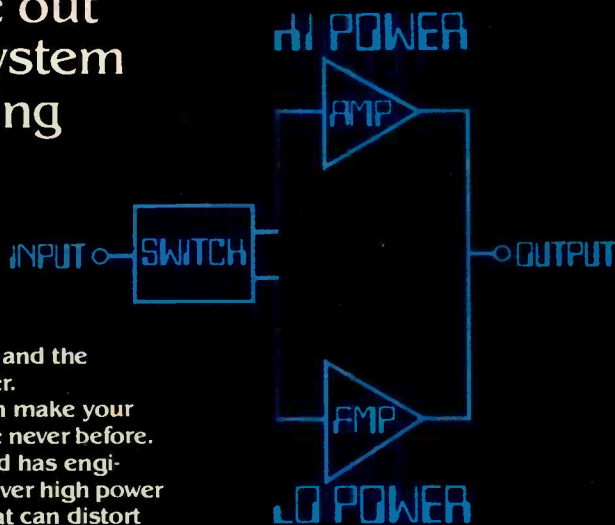 e out
ystem
ng
HI POWER
AMP
INPUT
SWITCH
OUTPUT
and the
er.
n make your
never before.
d has engi-
ver high power
at can distort
AMP
LO POWER